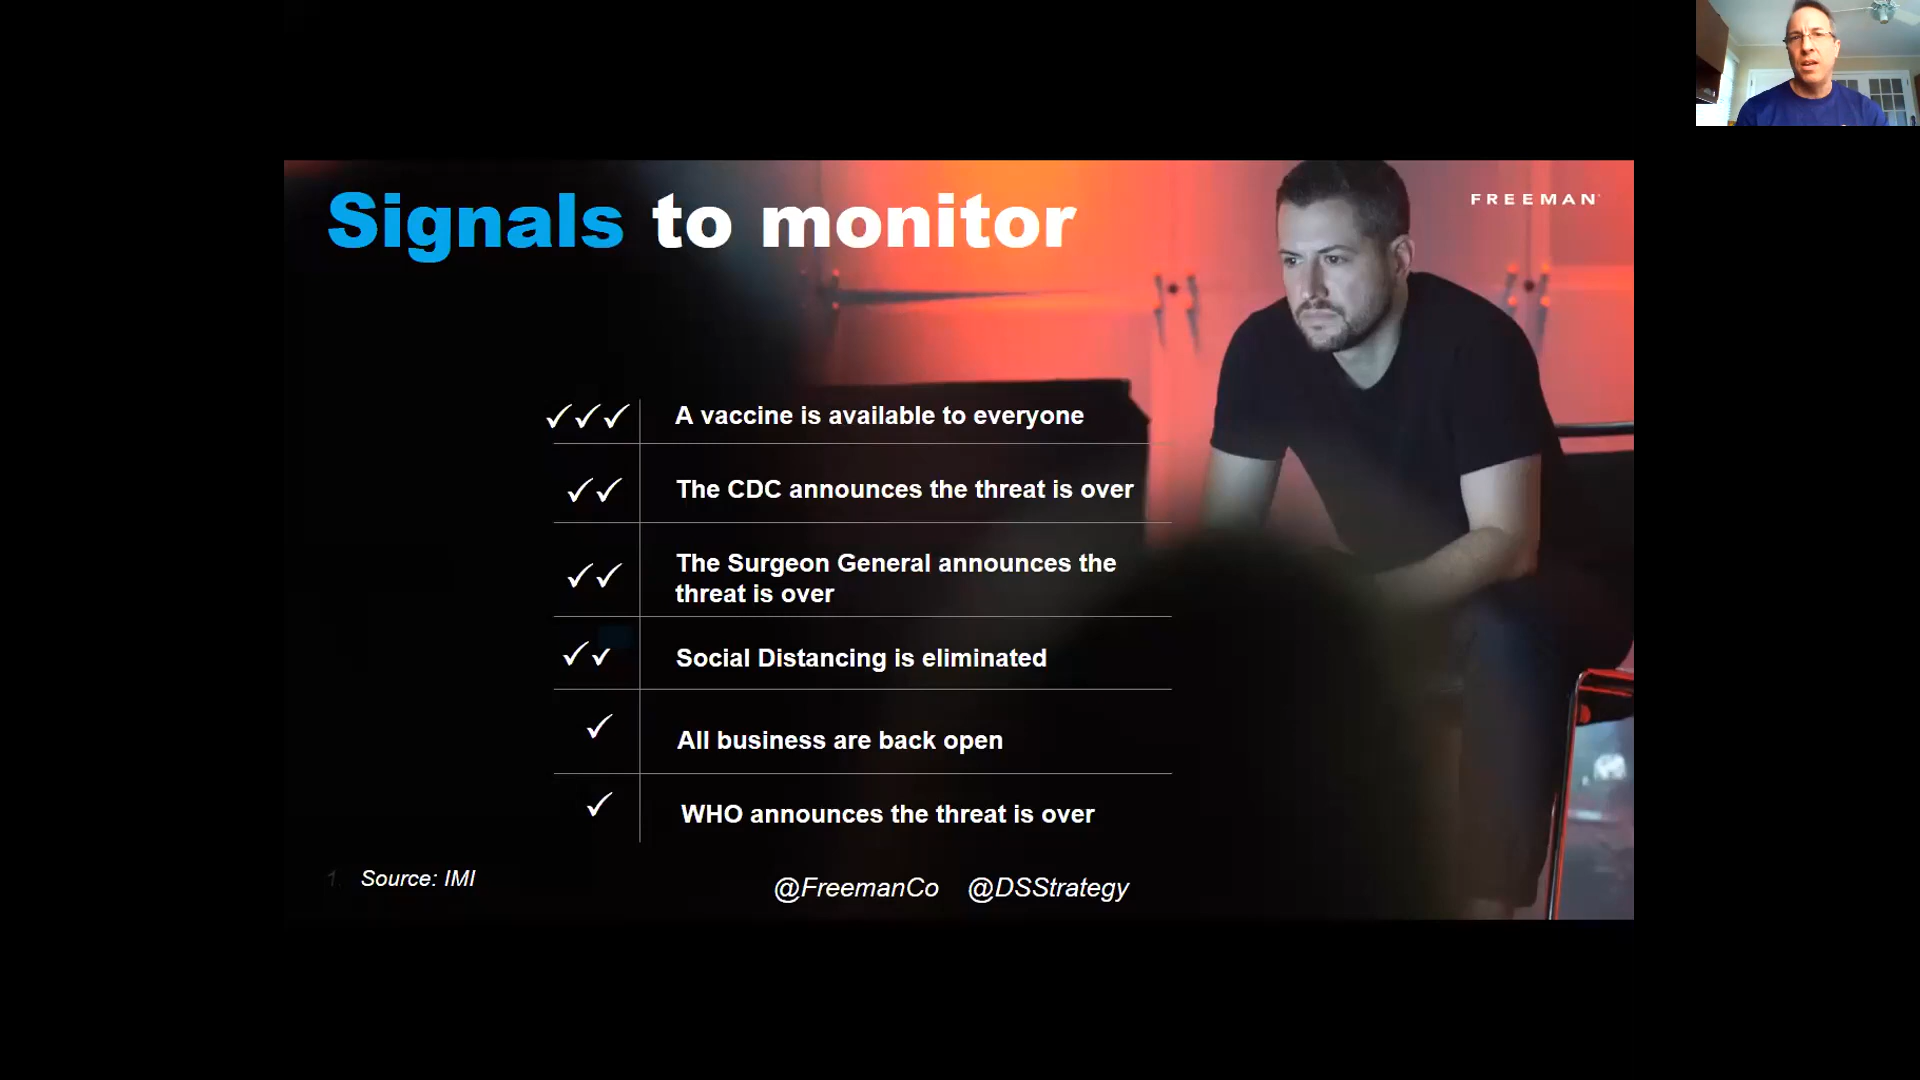 Signals to monitor
FREEMAN
✓✓✓ A vaccine is available to everyone
✓✓ The CDC announces the threat is over
✓✓ The Surgeon General announces the
threat is over
✓✓ Social Distancing is eliminated
✓ All business are back open
✓ WHO announces the threat is over
1. Source: IMI
@FreemanCo @DSStrategy